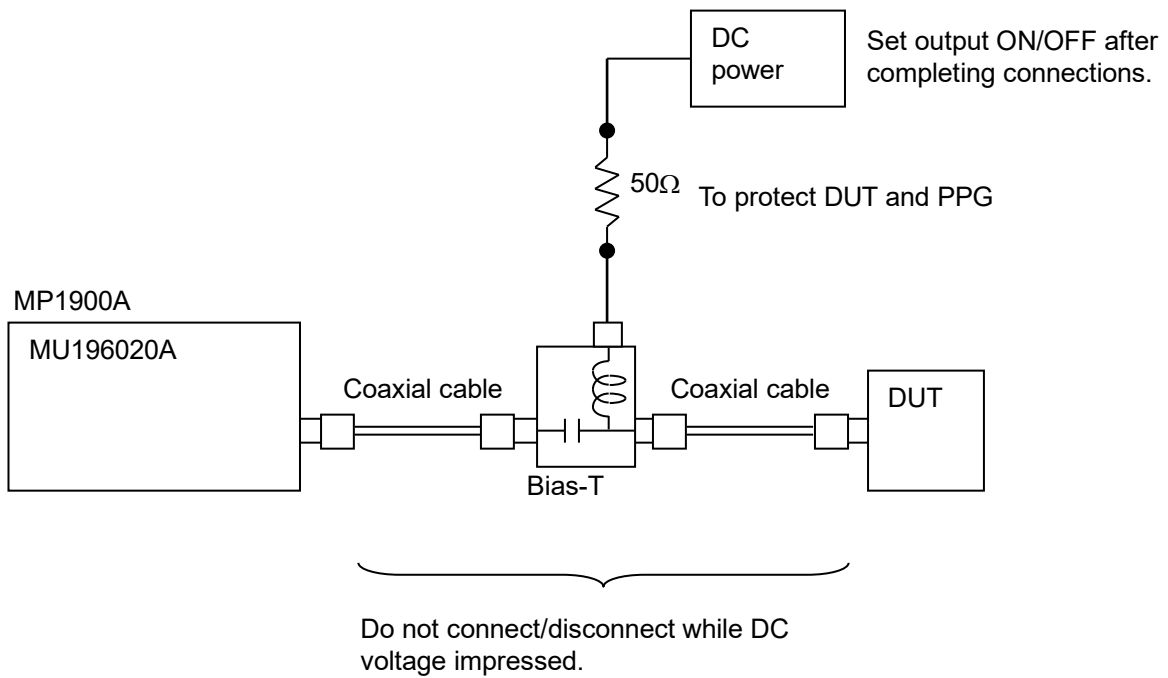 DC
power
Set output ON/OFF after
completing connections.
50Ω
To protect DUT and PPG
MP1900A
MU196020A
Coaxial cable
Coaxial cable
DUT
Bias-T
Do not connect/disconnect while DC
voltage impressed.